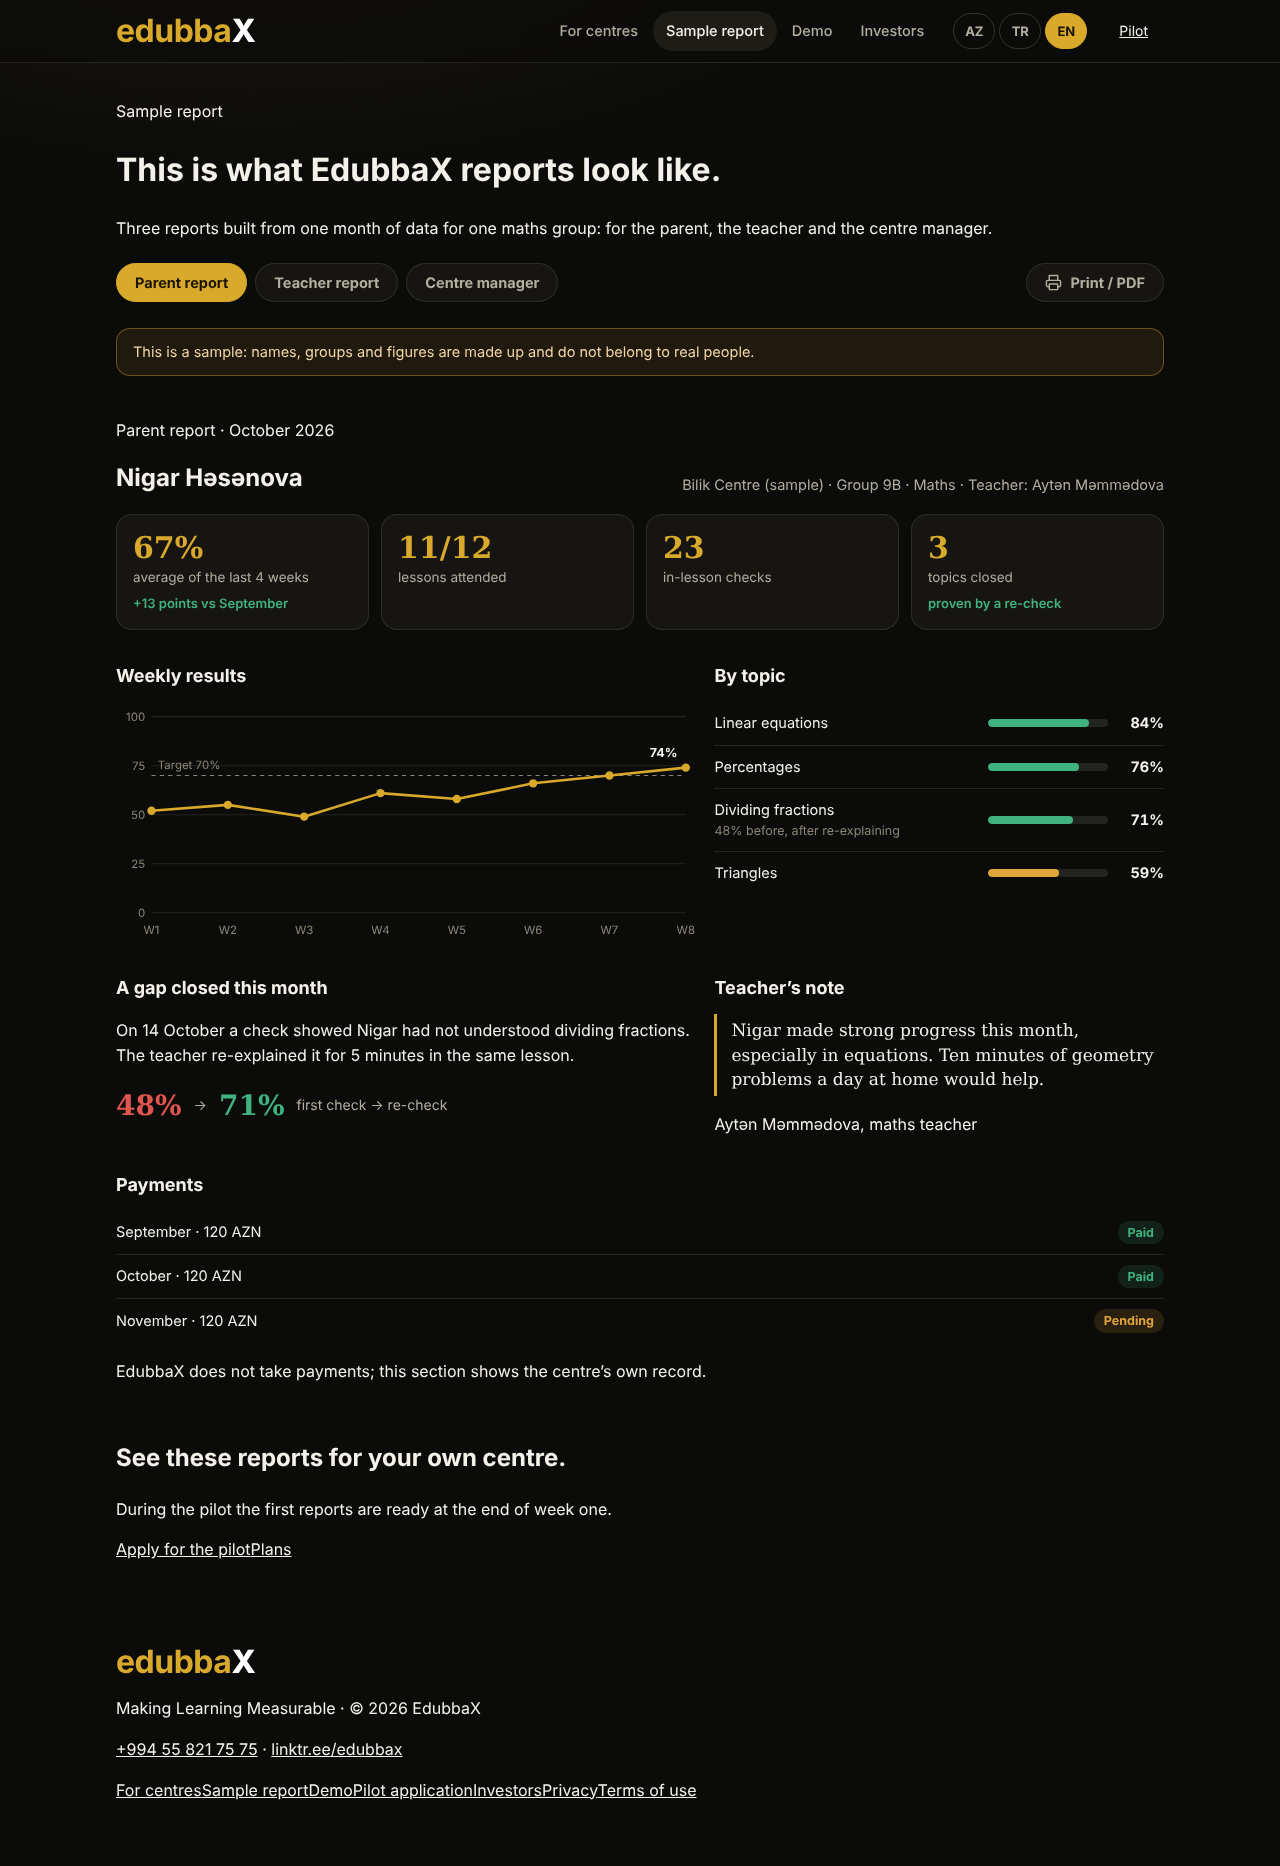 edubbaX
For centres
Sample report
Demo
Investors
AZ
TR
EN
Pilot
Sample report
This is what EdubbaX reports look like.
Three reports built from one month of data for one maths group: for the parent, the teacher and the centre manager.
Parent report
Teacher report
Centre manager
Print / PDF
This is a sample: names, groups and figures are made up and do not belong to real people.
Parent report · October 2026
Nigar Həsənova
Bilik Centre (sample) · Group 9B · Maths · Teacher: Aytən Məmmədova
67%
average of the last 4 weeks
+13 points vs September
11/12
lessons attended
23
in-lesson checks
3
topics closed
proven by a re-check
Weekly results
100
75
50
25
0
Target 70%
74%
W1
W2
W3
W4
W5
W6
W7
W8
By topic
Linear equations
84%
Percentages
76%
Dividing fractions
48% before, after re-explaining
71%
Triangles
59%
A gap closed this month
On 14 October a check showed Nigar had not understood dividing fractions.
The teacher re-explained it for 5 minutes in the same lesson.
48% → 71% first check → re-check
Teacher’s note
Nigar made strong progress this month,
especially in equations. Ten minutes of geometry
problems a day at home would help.
Aytən Məmmədova, maths teacher
Payments
September · 120 AZN
Paid
October · 120 AZN
Paid
November · 120 AZN
Pending
EdubbaX does not take payments; this section shows the centre’s own record.
See these reports for your own centre.
During the pilot the first reports are ready at the end of week one.
Apply for the pilotPlans
edubbaX
Making Learning Measurable · © 2026 EdubbaX
+994 55 821 75 75 · linktr.ee/edubbax
For centresSample reportDemoPilot applicationInvestorsPrivacyTerms of use